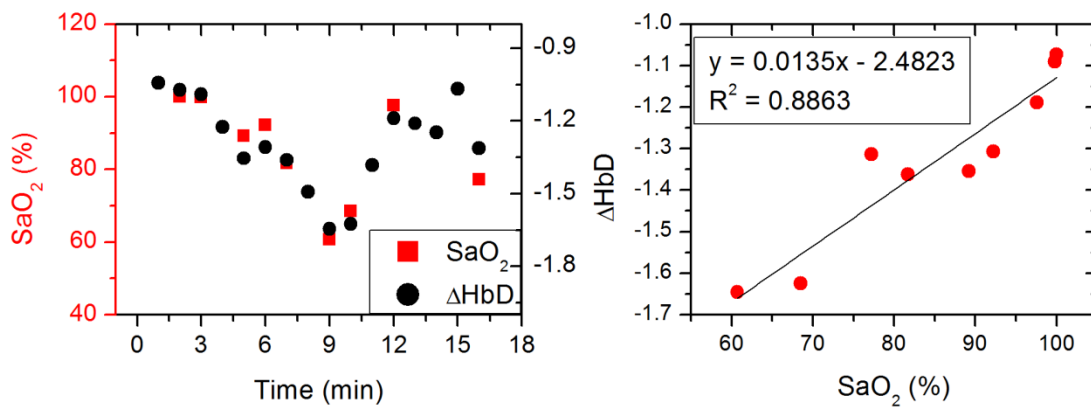 120
100
80
60
40
SaO₂ (%)
0 3 6 9 12 15 18
Time (min)
-0.9
-1.2
-1.5
-1.8
SaO₂
ΔHbD
-1.0
-1.1
-1.2
-1.3
-1.4
-1.5
-1.6
-1.7
ΔHbD
y = 0.0135x - 2.4823
R² = 0.8863
60 70 80 90 100
SaO₂ (%)